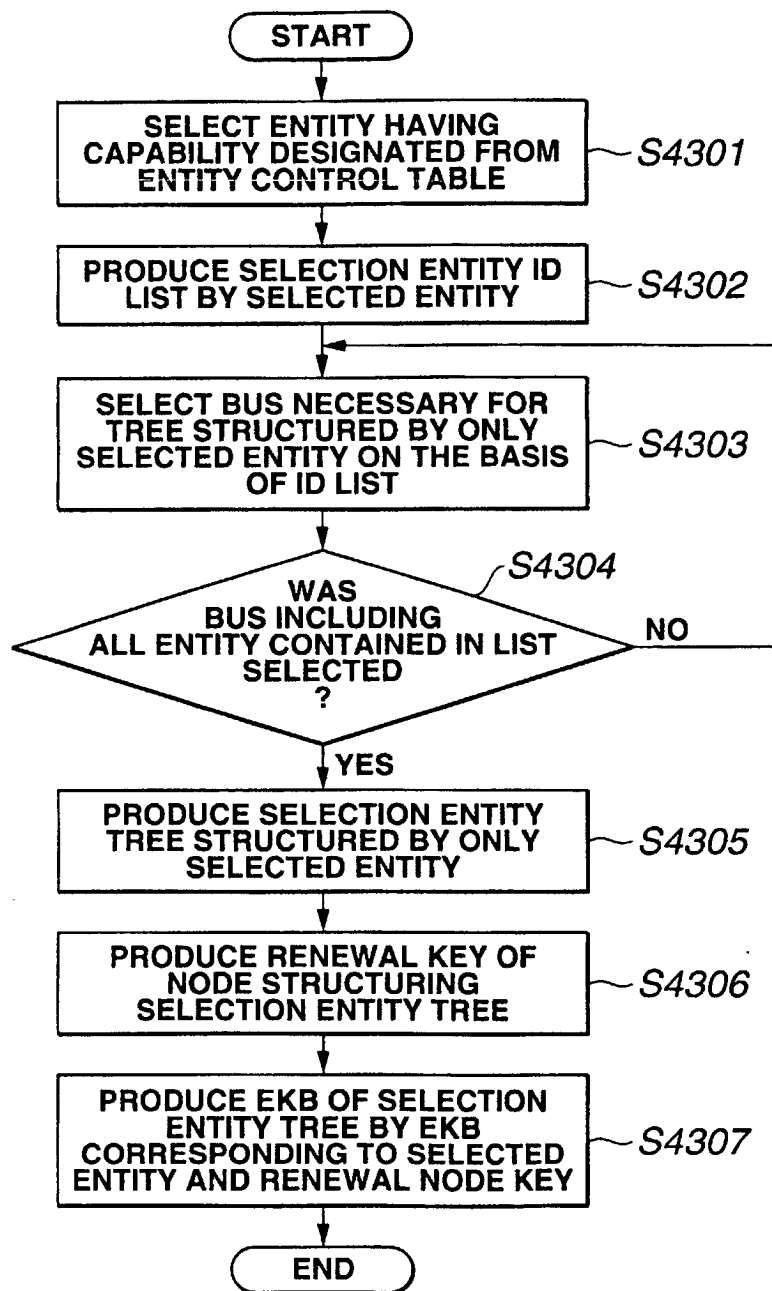 START
SELECT ENTITY HAVING
CAPABILITY DESIGNATED FROM
ENTITY CONTROL TABLE
S4301
PRODUCE SELECTION ENTITY ID
LIST BY SELECTED ENTITY
S4302
SELECT BUS NECESSARY FOR
TREE STRUCTURED BY ONLY
SELECTED ENTITY ON THE BASIS
OF ID LIST
S4303
S4304
WAS
BUS INCLUDING
ALL ENTITY CONTAINED IN LIST
SELECTED
?
NO
YES
PRODUCE SELECTION ENTITY
TREE STRUCTURED BY ONLY
SELECTED ENTITY
S4305
PRODUCE RENEWAL KEY OF
NODE STRUCTURING
SELECTION ENTITY TREE
S4306
PRODUCE EKB OF SELECTION
ENTITY TREE BY EKB
CORRESPONDING TO SELECTED
ENTITY AND RENEWAL NODE KEY
S4307
END